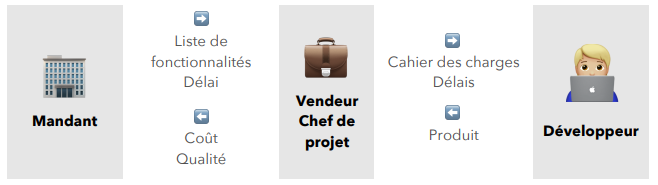 Mandant
Liste de
fonctionnalités
Délai
Coût
Qualité
Vendeur
Chef de
projet
Cahier des charges
Délais
Produit
Développeur